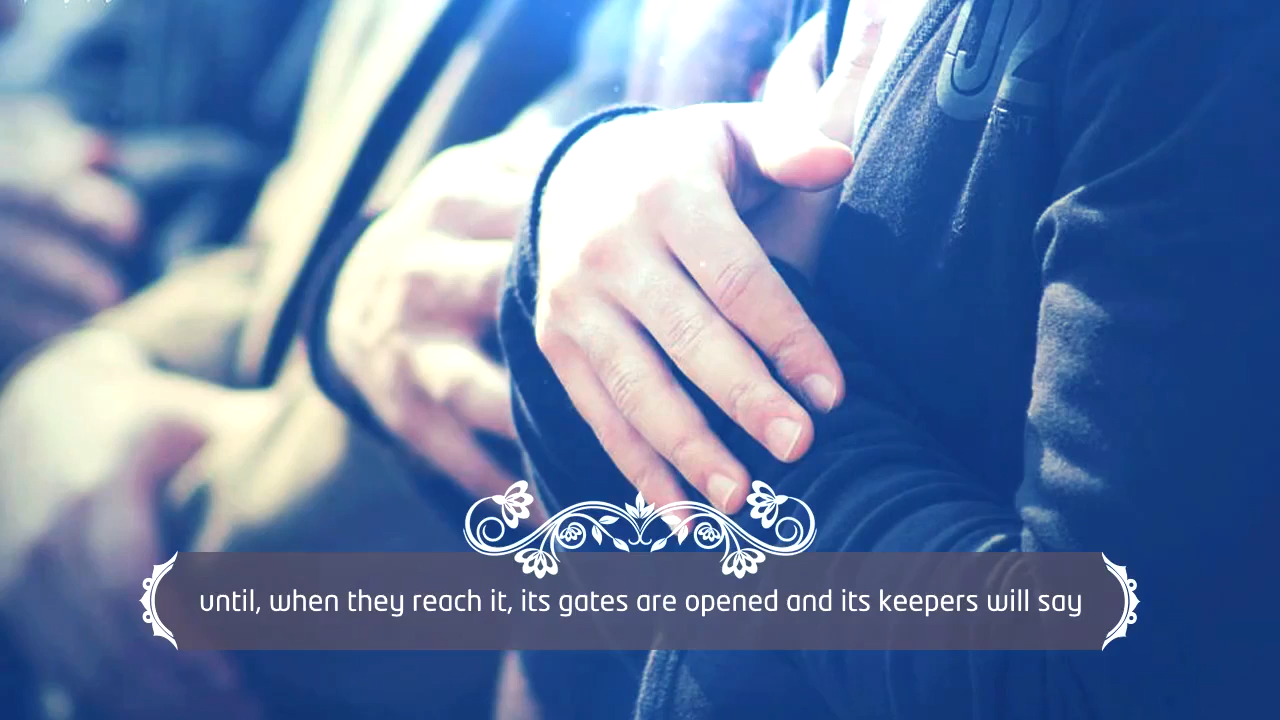 until, when they reach it, its gates are opened and its keepers will say